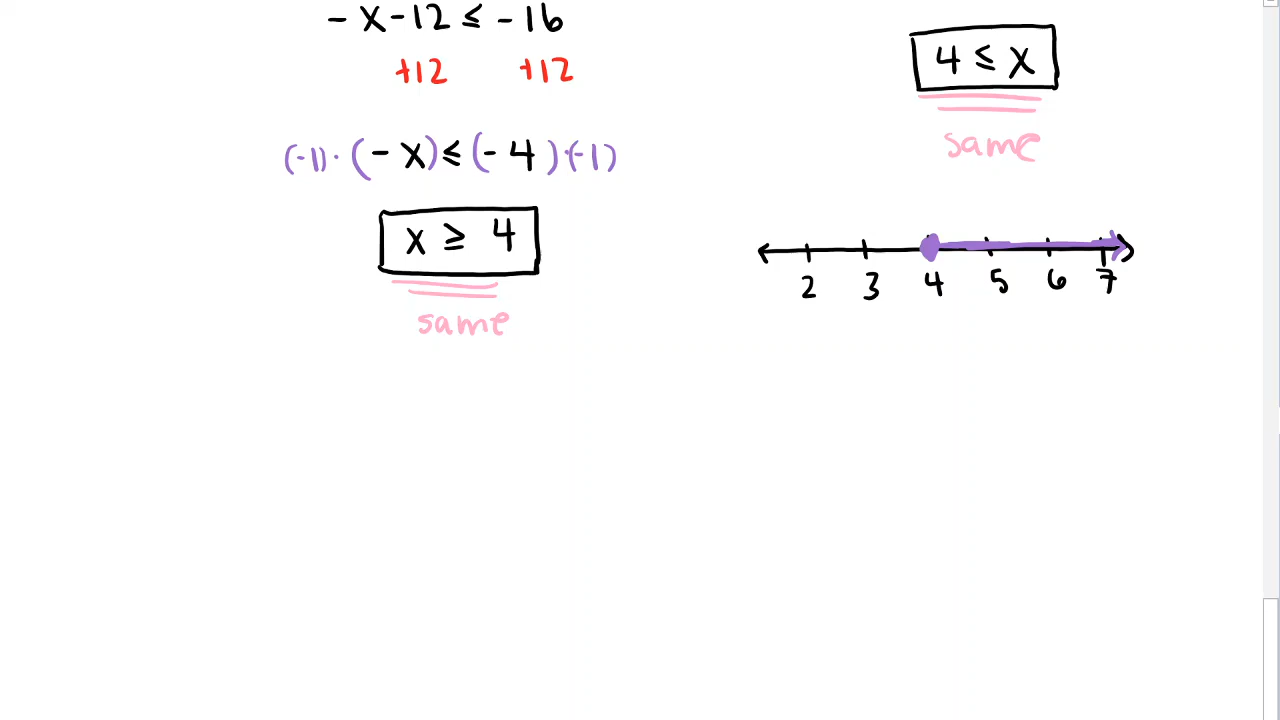 - x - 12 ≤ - 16
+12 +12
(-1) · (- x) ≤ (- 4) · (-1)
x ≥ 4
same
4 ≤ x
same
2 3 4 5 6 7